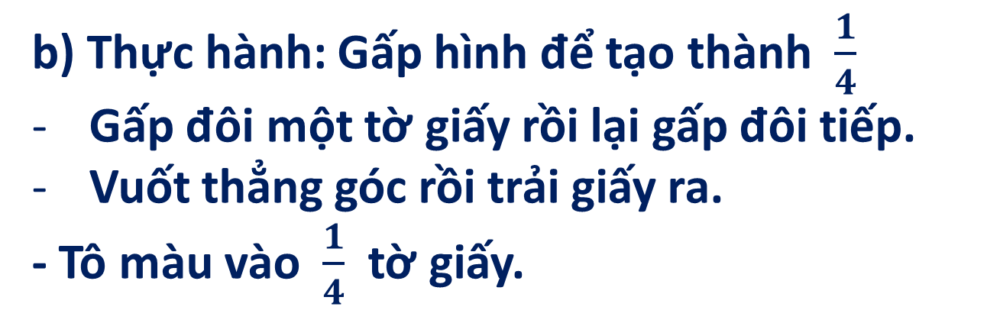 b) Thực hành: Gấp hình để tạo thành 1/4
- Gấp đôi một tờ giấy rồi lại gấp đôi tiếp.
- Vuốt thẳng góc rồi trải giấy ra.
- Tô màu vào 1/4 tờ giấy.